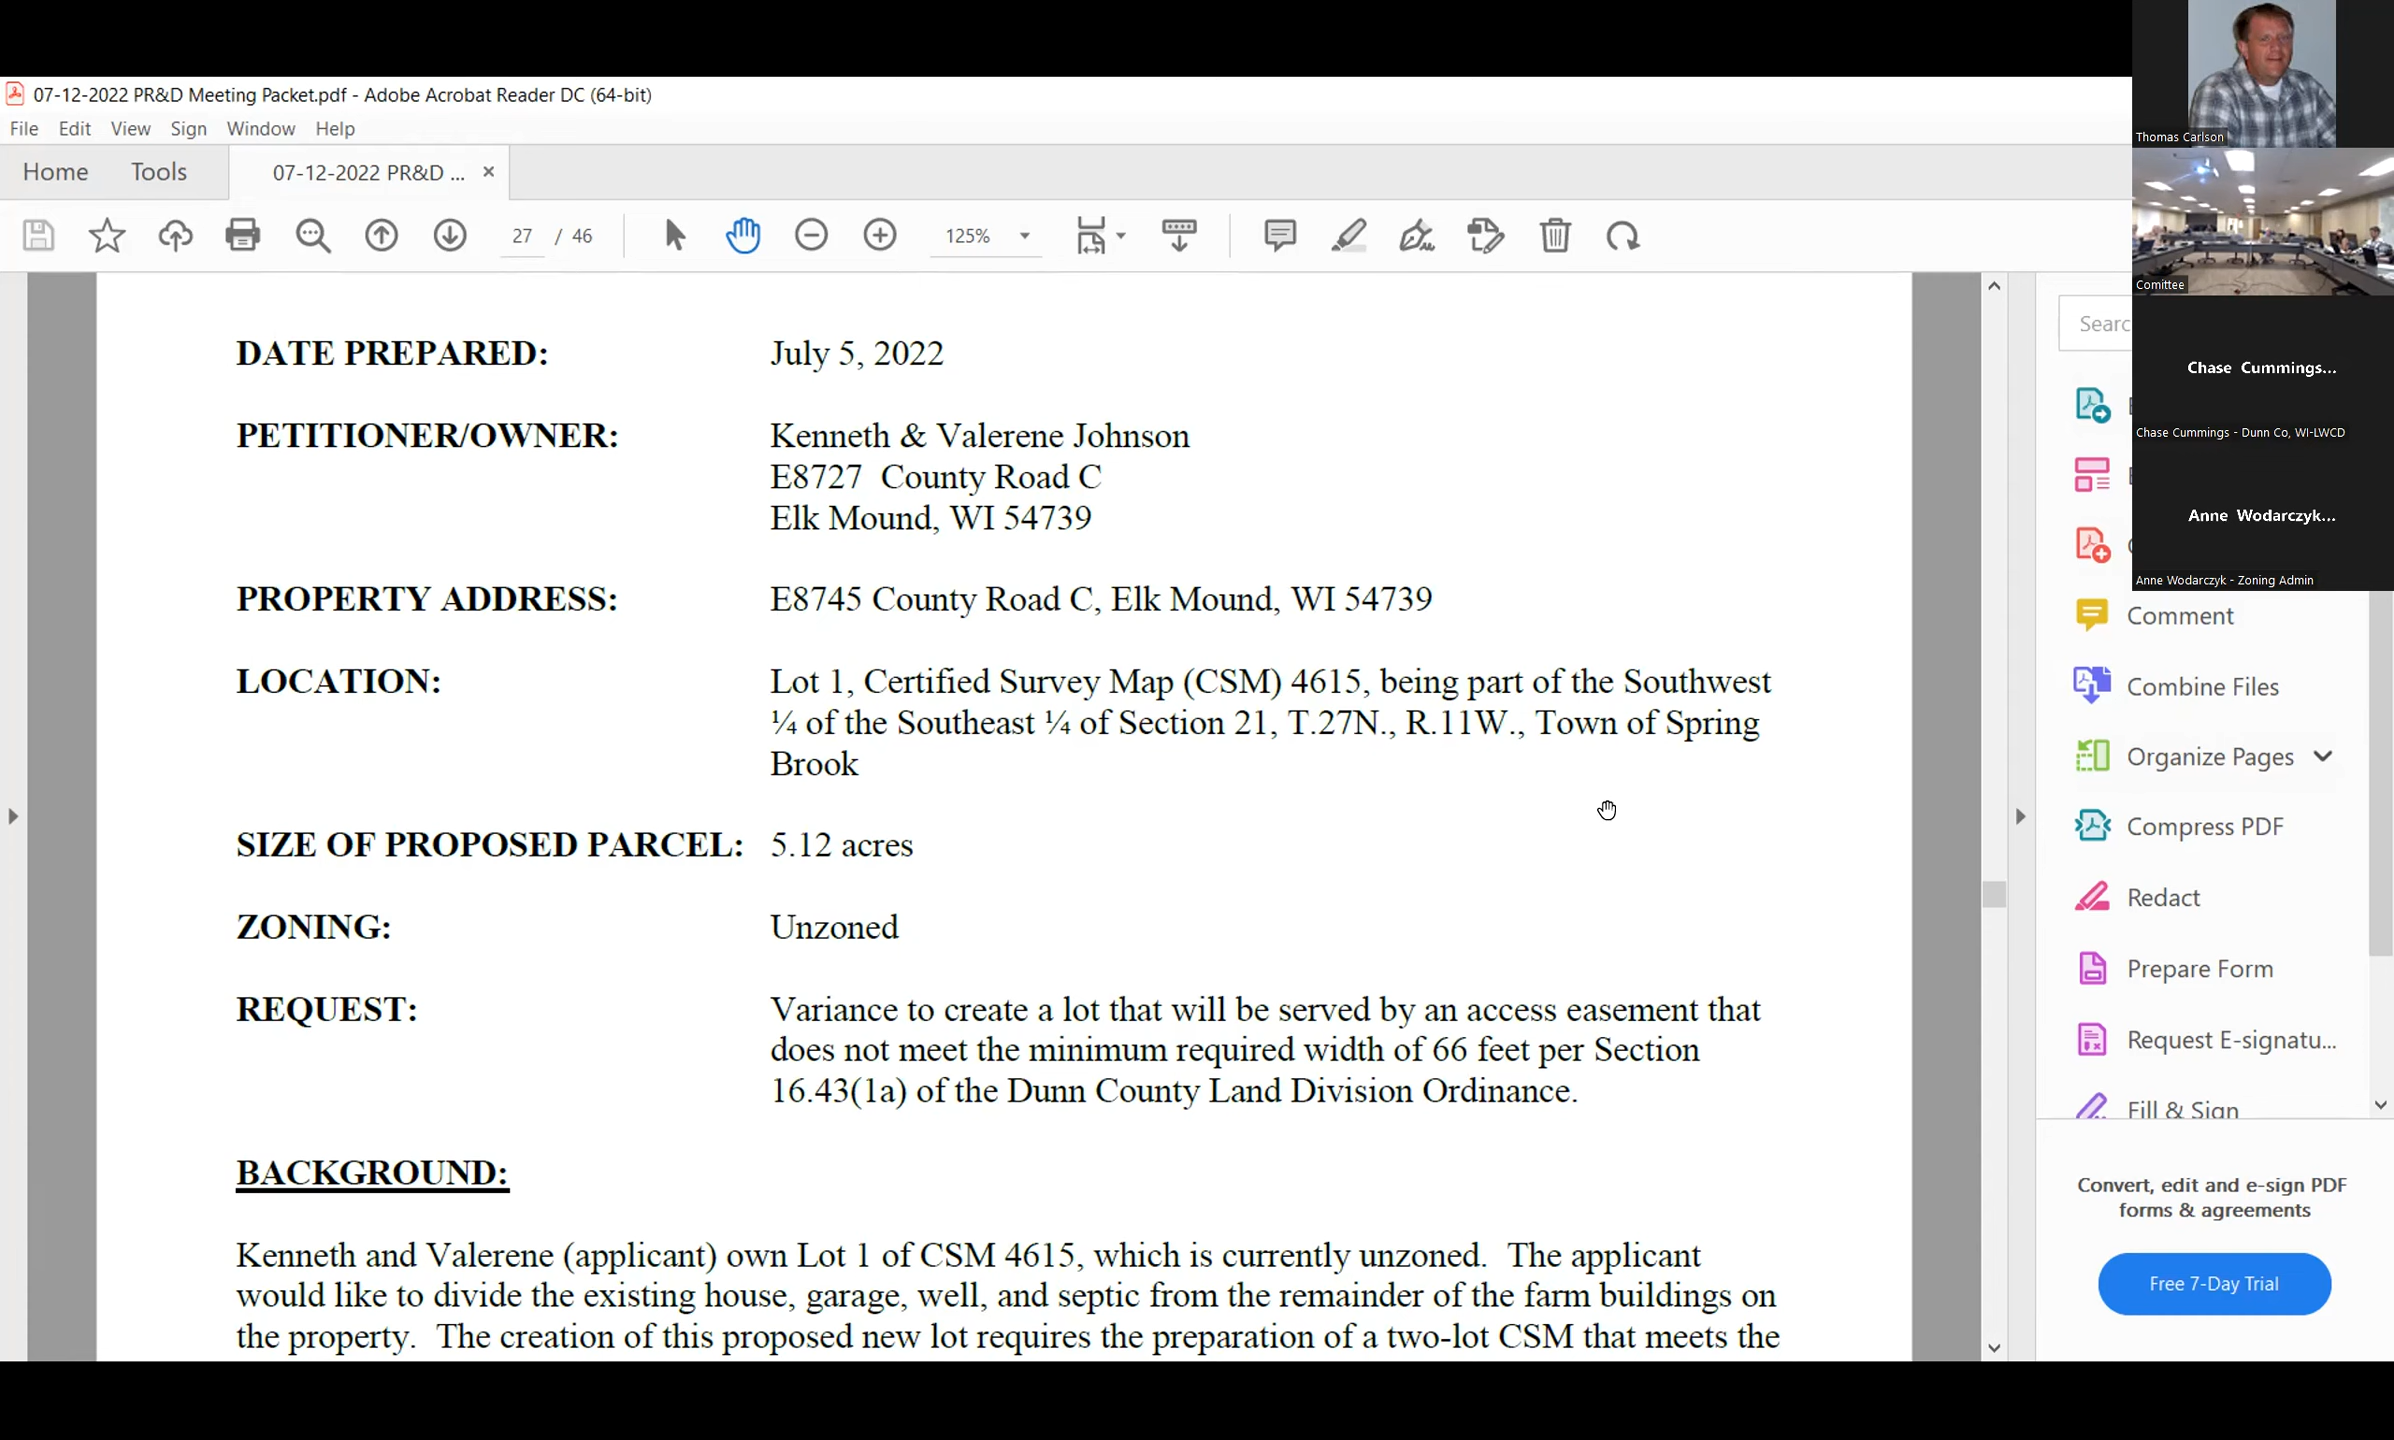 07-12-2022 PR&D Meeting Packet.pdf - Adobe Acrobat Reader DC (64-bit)
File Edit View Sign Window Help
Home Tools 07-12-2022 PR&D ... ×
27 / 46 125%
DATE PREPARED: July 5, 2022
PETITIONER/OWNER: Kenneth & Valerene Johnson
E8727 County Road C
Elk Mound, WI 54739
PROPERTY ADDRESS: E8745 County Road C, Elk Mound, WI 54739
LOCATION: Lot 1, Certified Survey Map (CSM) 4615, being part of the Southwest
¼ of the Southeast ¼ of Section 21, T.27N., R.11W., Town of Spring
Brook
SIZE OF PROPOSED PARCEL: 5.12 acres
ZONING: Unzoned
REQUEST: Variance to create a lot that will be served by an access easement that
does not meet the minimum required width of 66 feet per Section
16.43(1a) of the Dunn County Land Division Ordinance.
BACKGROUND:
Kenneth and Valerene (applicant) own Lot 1 of CSM 4615, which is currently unzoned. The applicant
would like to divide the existing house, garage, well, and septic from the remainder of the farm buildings on
the property. The creation of this proposed new lot requires the preparation of a two-lot CSM that meets the
Thomas Carlson
Comittee
Chase Cummings...
Chase Cummings - Dunn Co, WI-LWCD
Anne Wodarczyk...
Anne Wodarczyk - Zoning Admin
Searc
Comment
Combine Files
Organize Pages
Compress PDF
Redact
Prepare Form
Request E-signatu...
Fill & Sign
Convert, edit and e-sign PDF
forms & agreements
Free 7-Day Trial